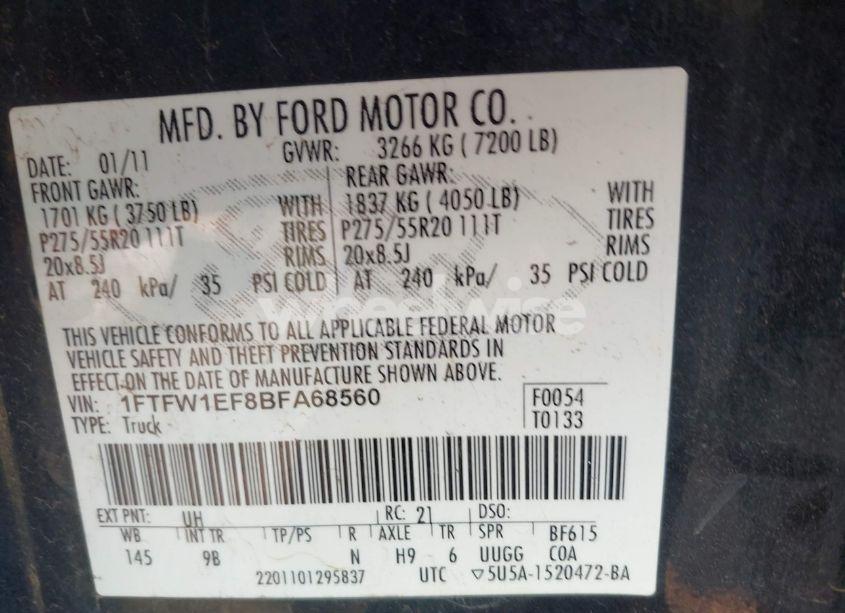 MFD. BY FORD MOTOR CO.
DATE: 01/11 GVWR: 3266 KG ( 7200 LB)
FRONT GAWR: REAR GAWR:
1701 KG ( 3750 LB) WITH 1837 KG ( 4050 LB) WITH
P275/55R20 111T TIRES P275/55R20 111T TIRES
20x8.5J RIMS 20x8.5J RIMS
AT 240 kPa/ 35 PSI COLD AT 240 kPa/ 35 PSI COLD
wheelwise
THIS VEHICLE CONFORMS TO ALL APPLICABLE FEDERAL MOTOR
VEHICLE SAFETY AND THEFT PREVENTION STANDARDS IN
EFFECT ON THE DATE OF MANUFACTURE SHOWN ABOVE.
VIN: 1FTFW1EF8BFA68560 F0054
TYPE: Truck T0133
EXT PNT: UH RC: 21 DSO:
WB INT TR TP/PS R AXLE TR SPR BF615
145 9B N H9 6 UUGG COA
2201101295837 UTC ▽5U5A-1520472-BA